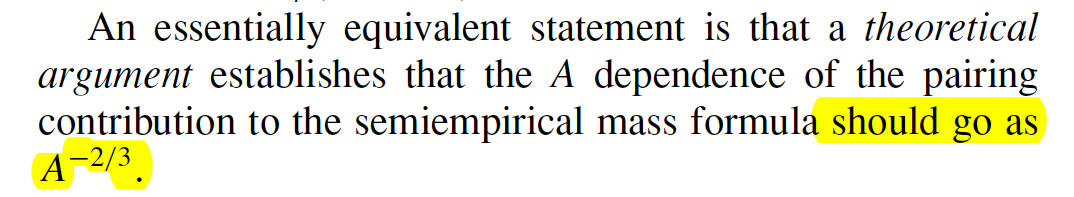 An essentially equivalent statement is that a theoretical
argument establishes that the A dependence of the pairing
contribution to the semiempirical mass formula should go as
A⁻²/³.